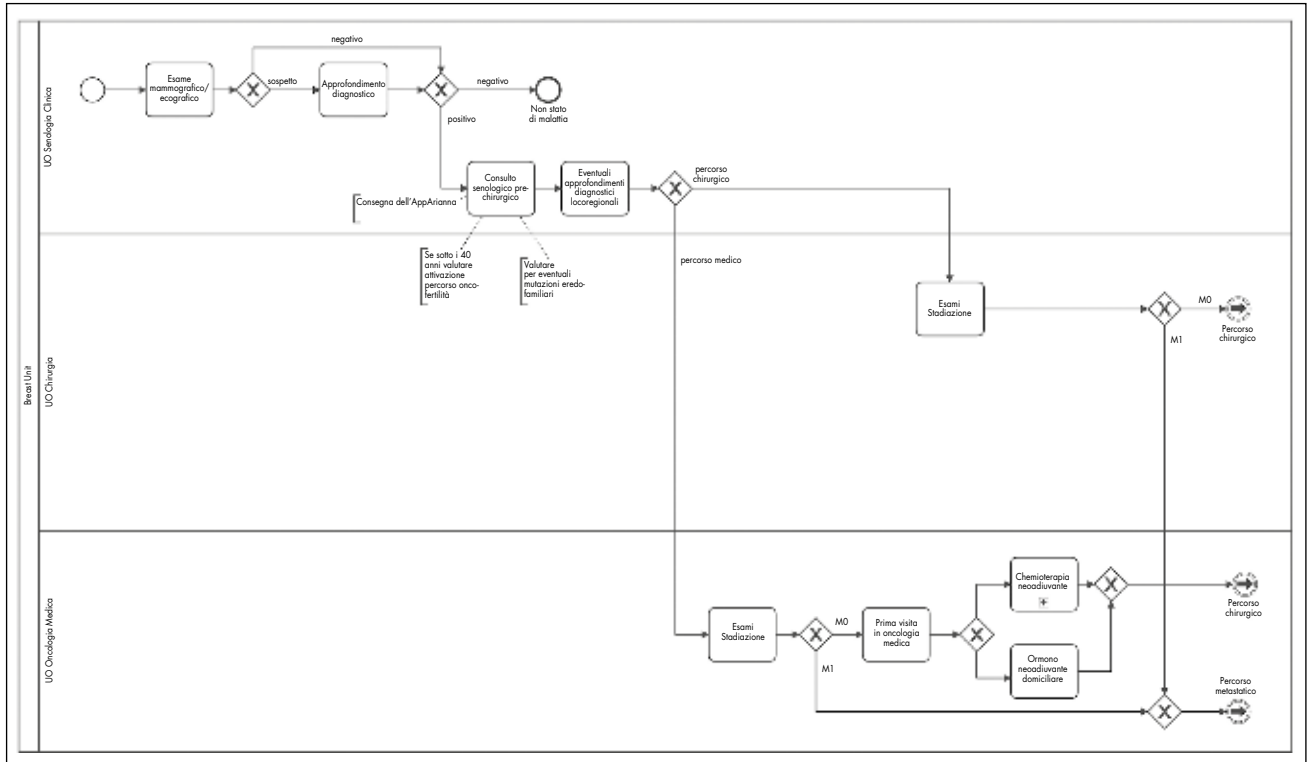 Breast Unit
UO Senologia Clinica
negativo
Esame
mammografico/
ecografico
sospetto
Approfondimento
diagnostico
negativo
Non stato
di malattia
positivo
Consulto
senologico pre-
chirurgico
Eventuali
approfondimenti
diagnostici
locoregionali
percorso
chirurgico
Consegna dell'AppArianna
UO Chirurgia
Se sotto i 40
anni valutare
attivazione
percorso onco-
fertilità
Valutare
per eventuali
mutazioni eredo-
familiari
percorso medico
Esami
Stadiazione
M0
Percorso
chirurgico
M1
UO Oncologia Medica
Esami
Stadiazione
M0
M1
Prima visita
in oncologia
medica
Chemioterapia
neoadiuvante
Ormono
neoadiuvante
domiciliare
Percorso
chirurgico
Percorso
metastatico